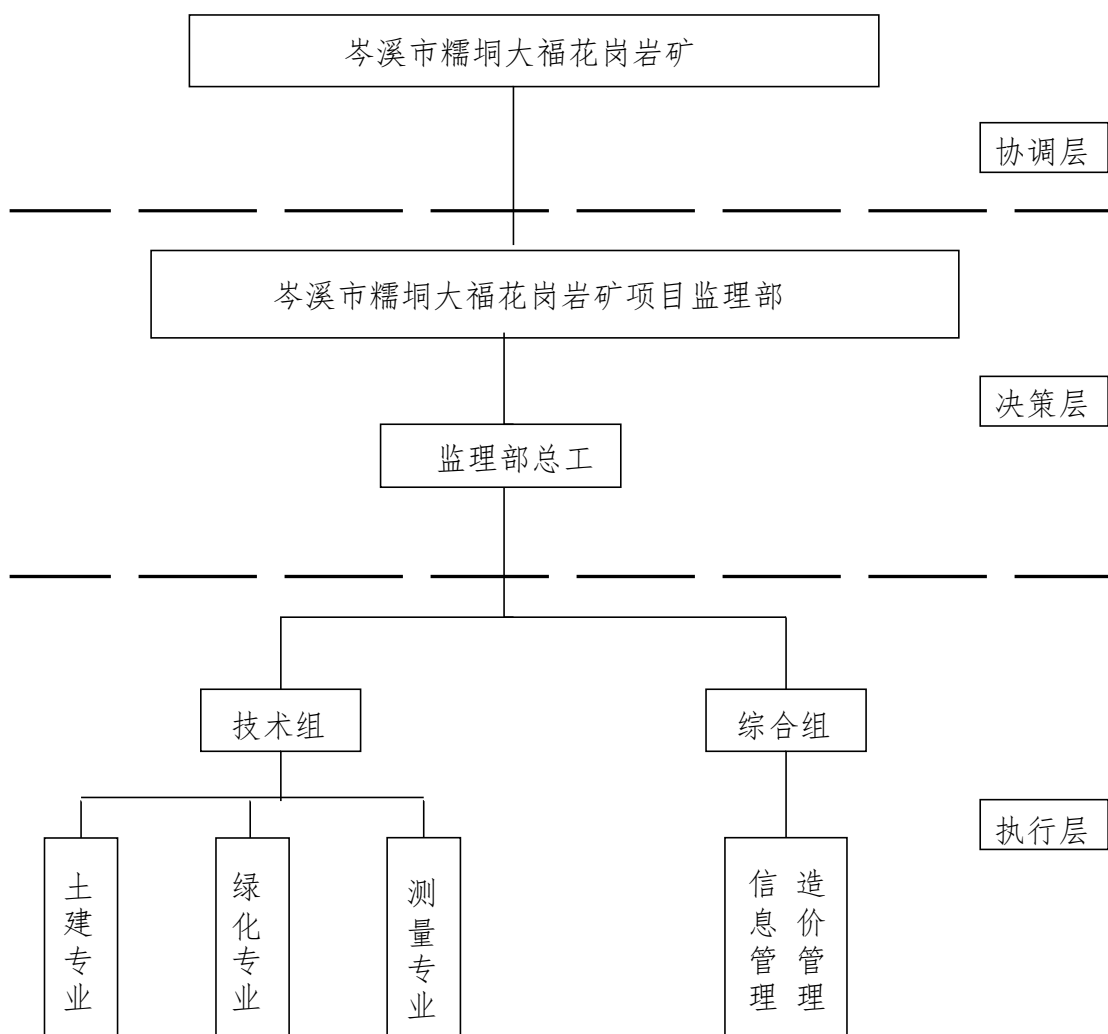 岑溪市糯垌大福花岗岩矿
协调层
岑溪市糯垌大福花岗岩矿项目监理部
决策层
监理部总工
技术组
综合组
执行层
土建专业
绿化专业
测量专业
信息管理
造价管理